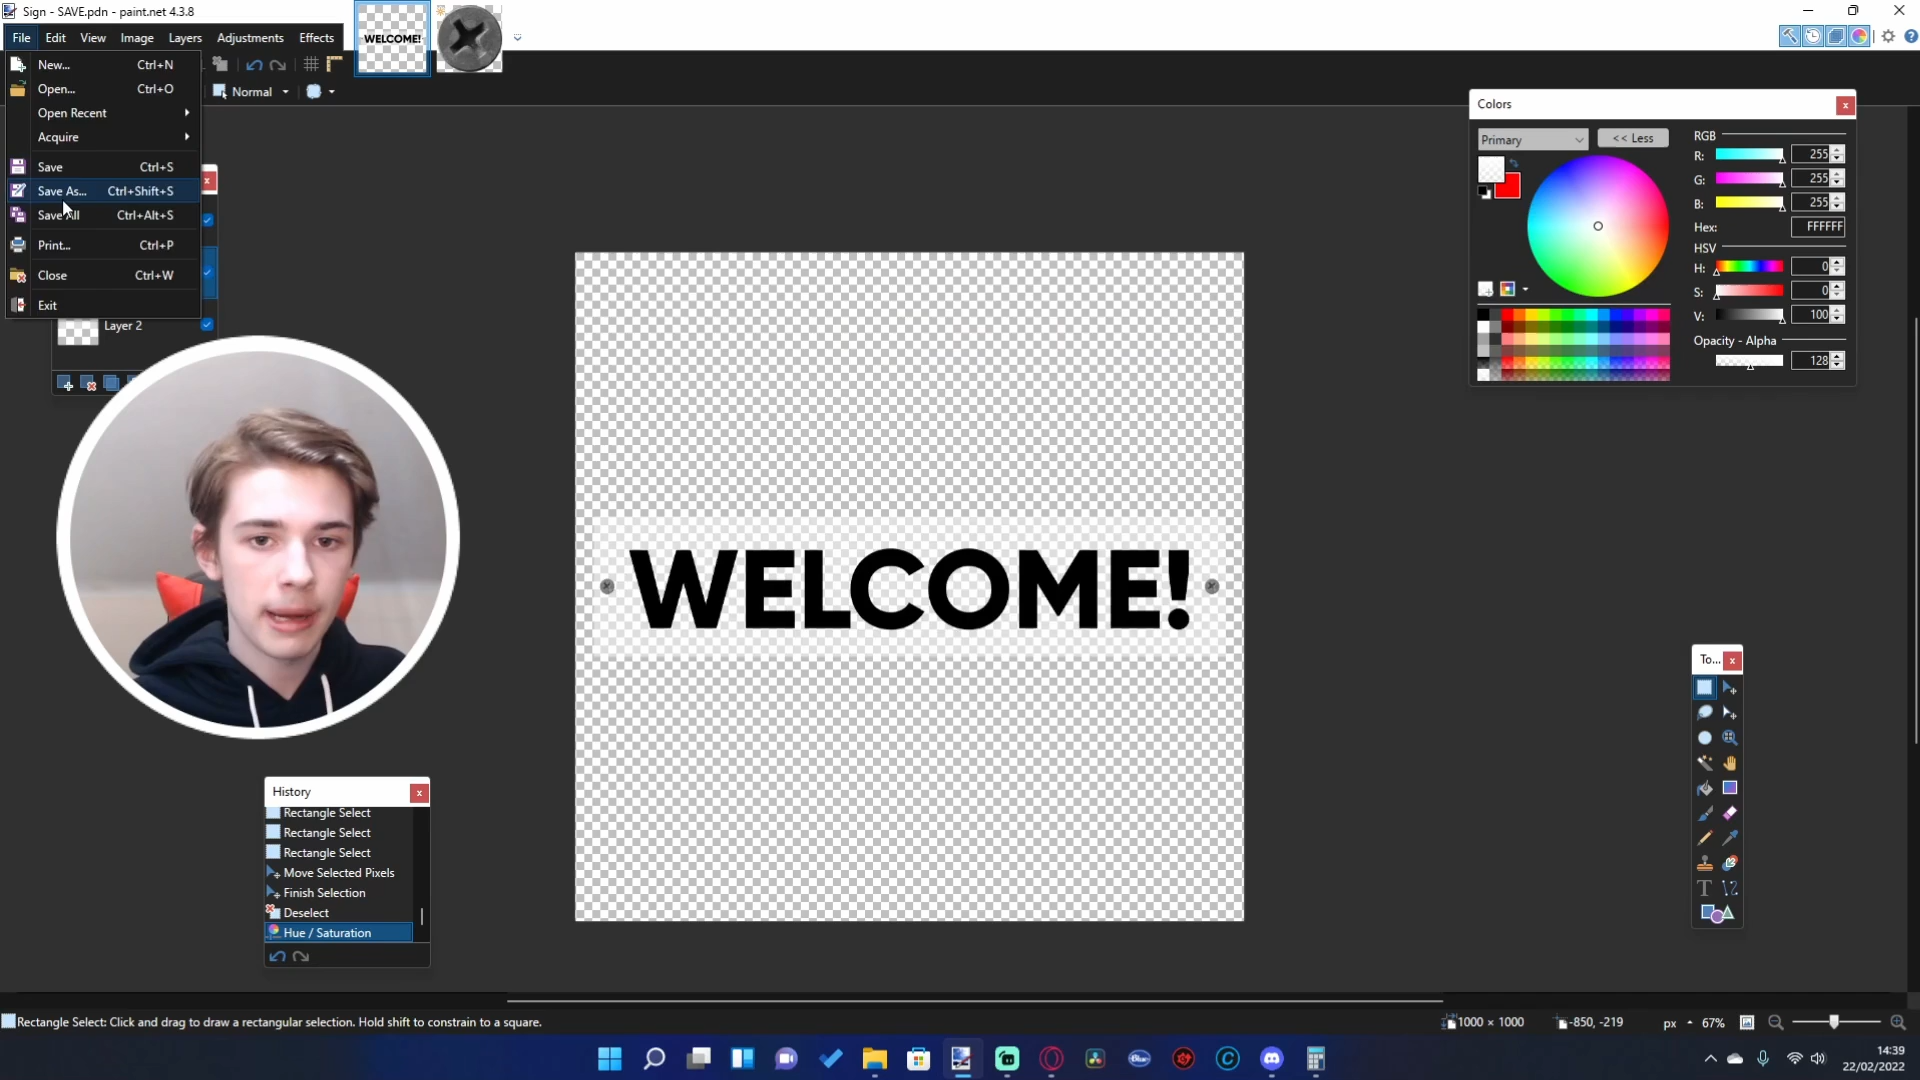 Sign - SAVE.pdn - paint.net 4.3.8
File Edit View Image Layers Adjustments Effects
WELCOME!
New... Ctrl+N
Open... Ctrl+O
Open Recent
Acquire
Save Ctrl+S
Save As... Ctrl+Shift+S
Save All Ctrl+Alt+S
Print... Ctrl+P
Close Ctrl+W
Exit
Normal
Layer 2
Colors
Primary
<< Less
RGB
R: 255
G: 255
B: 255
Hex: FFFFFF
HSV
H: 0
S: 0
V: 100
Opacity - Alpha
128
WELCOME!
To...
History
Rectangle Select
Rectangle Select
Rectangle Select
Move Selected Pixels
Finish Selection
Deselect
Hue / Saturation
Rectangle Select: Click and drag to draw a rectangular selection. Hold shift to constrain to a square.
1000 × 1000
-850, -219
px
67%
14:39
22/02/2022